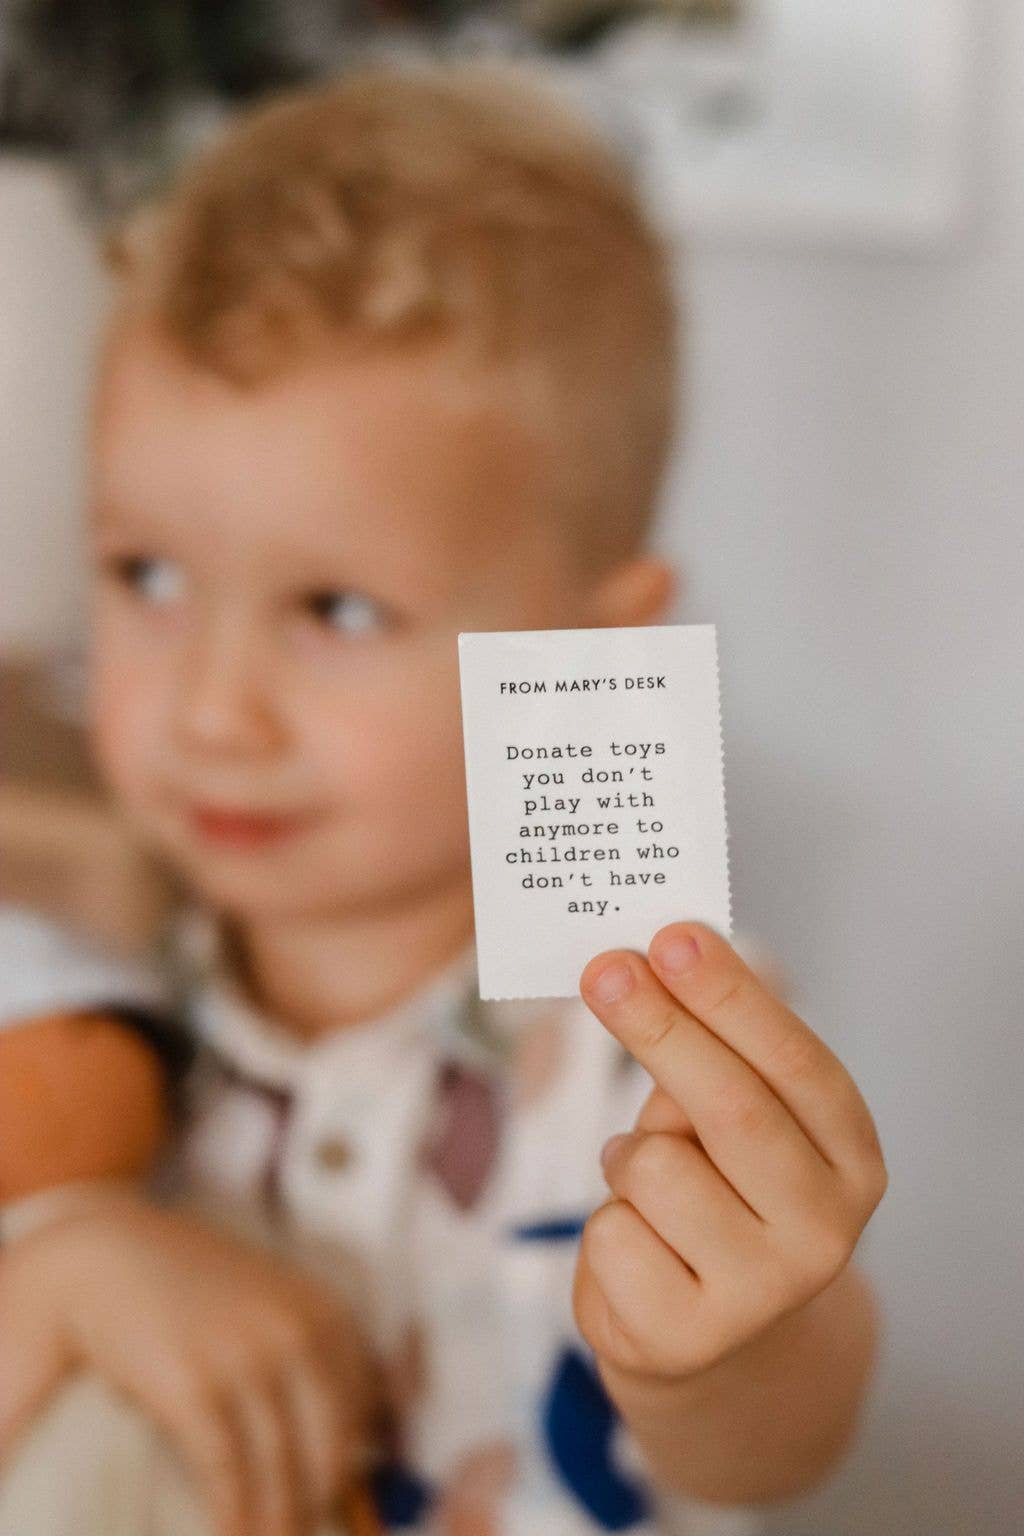 FROM MARY'S DESK
Donate toys
you don't
play with
anymore to
children who
don't have
any.